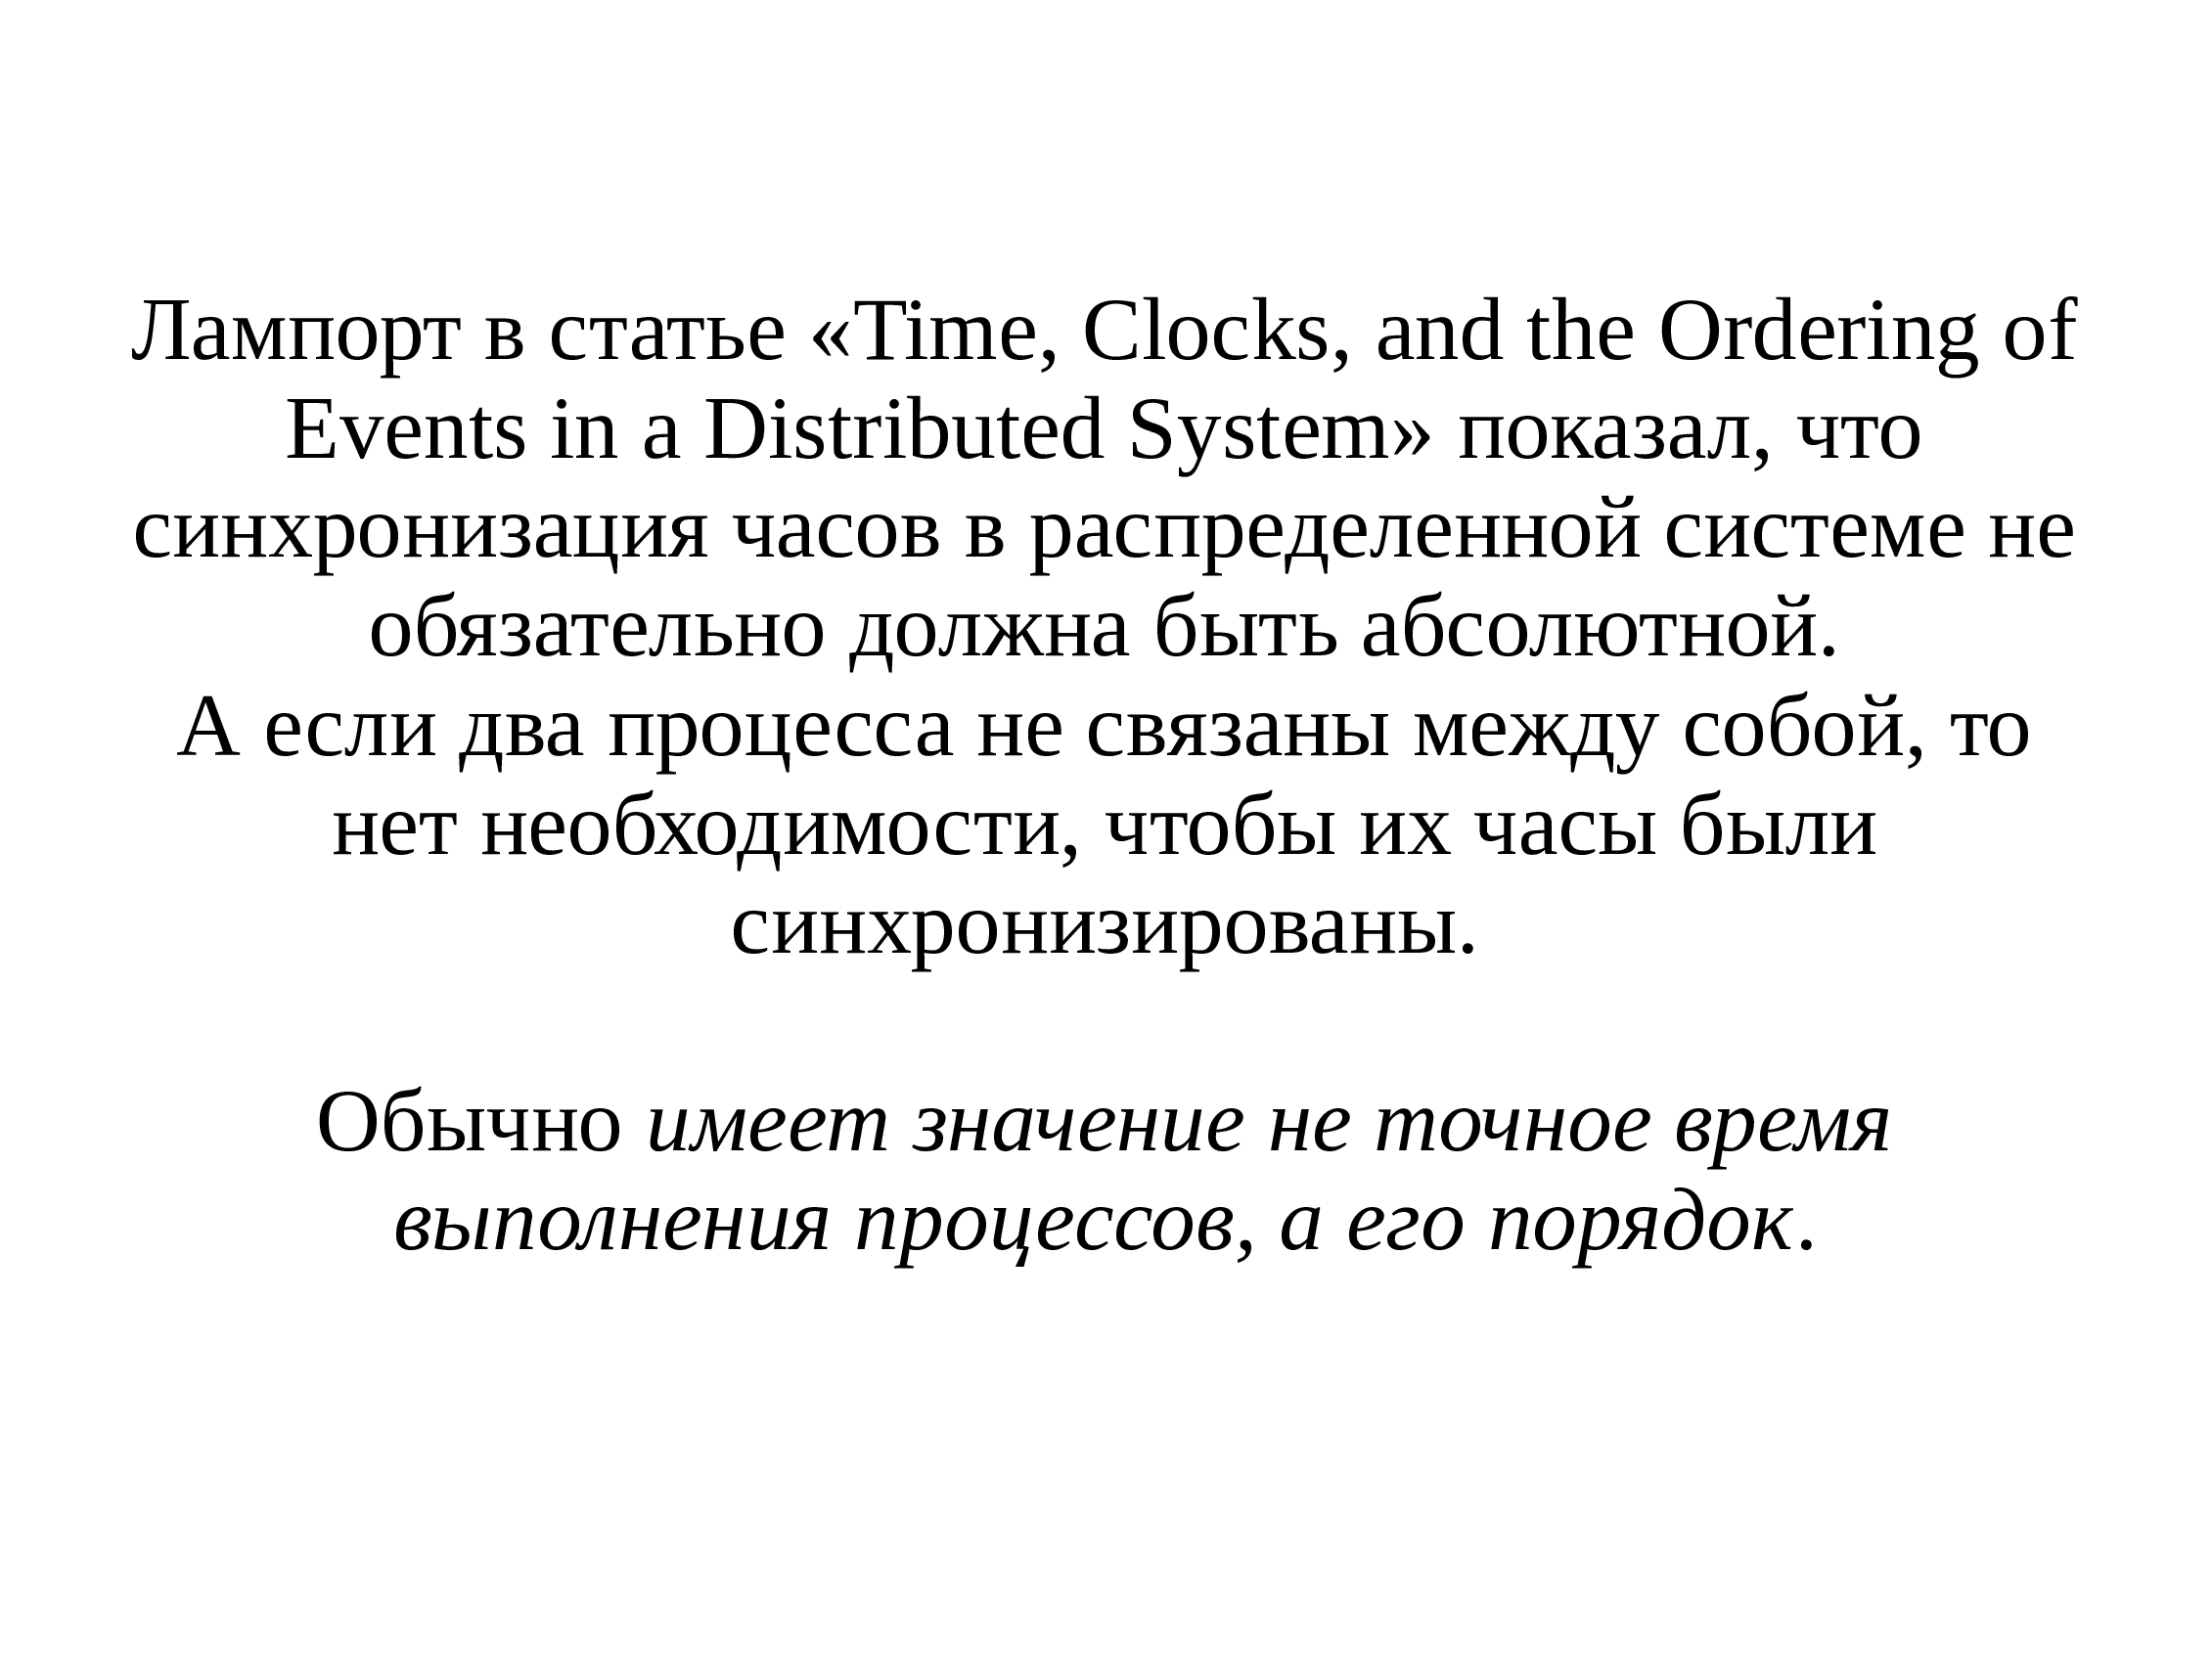 Лампорт в статье «Time, Clocks, and the Ordering of
Events in a Distributed System» показал, что
синхронизация часов в распределенной системе не
обязательно должна быть абсолютной.
А если два процесса не связаны между собой, то
нет необходимости, чтобы их часы были
синхронизированы.
Обычно имеет значение не точное время
выполнения процессов, а его порядок.